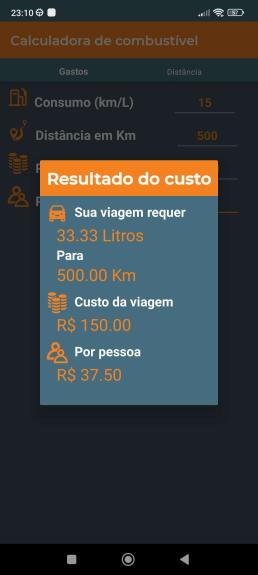 23:10
Calculadora de combustível
Gastos
Distância
Consumo (km/L)
15
Distância em Km
500
Resultado do custo
Sua viagem requer
33.33 Litros
Para
500.00 Km
Custo da viagem
R$ 150.00
Por pessoa
R$ 37.50